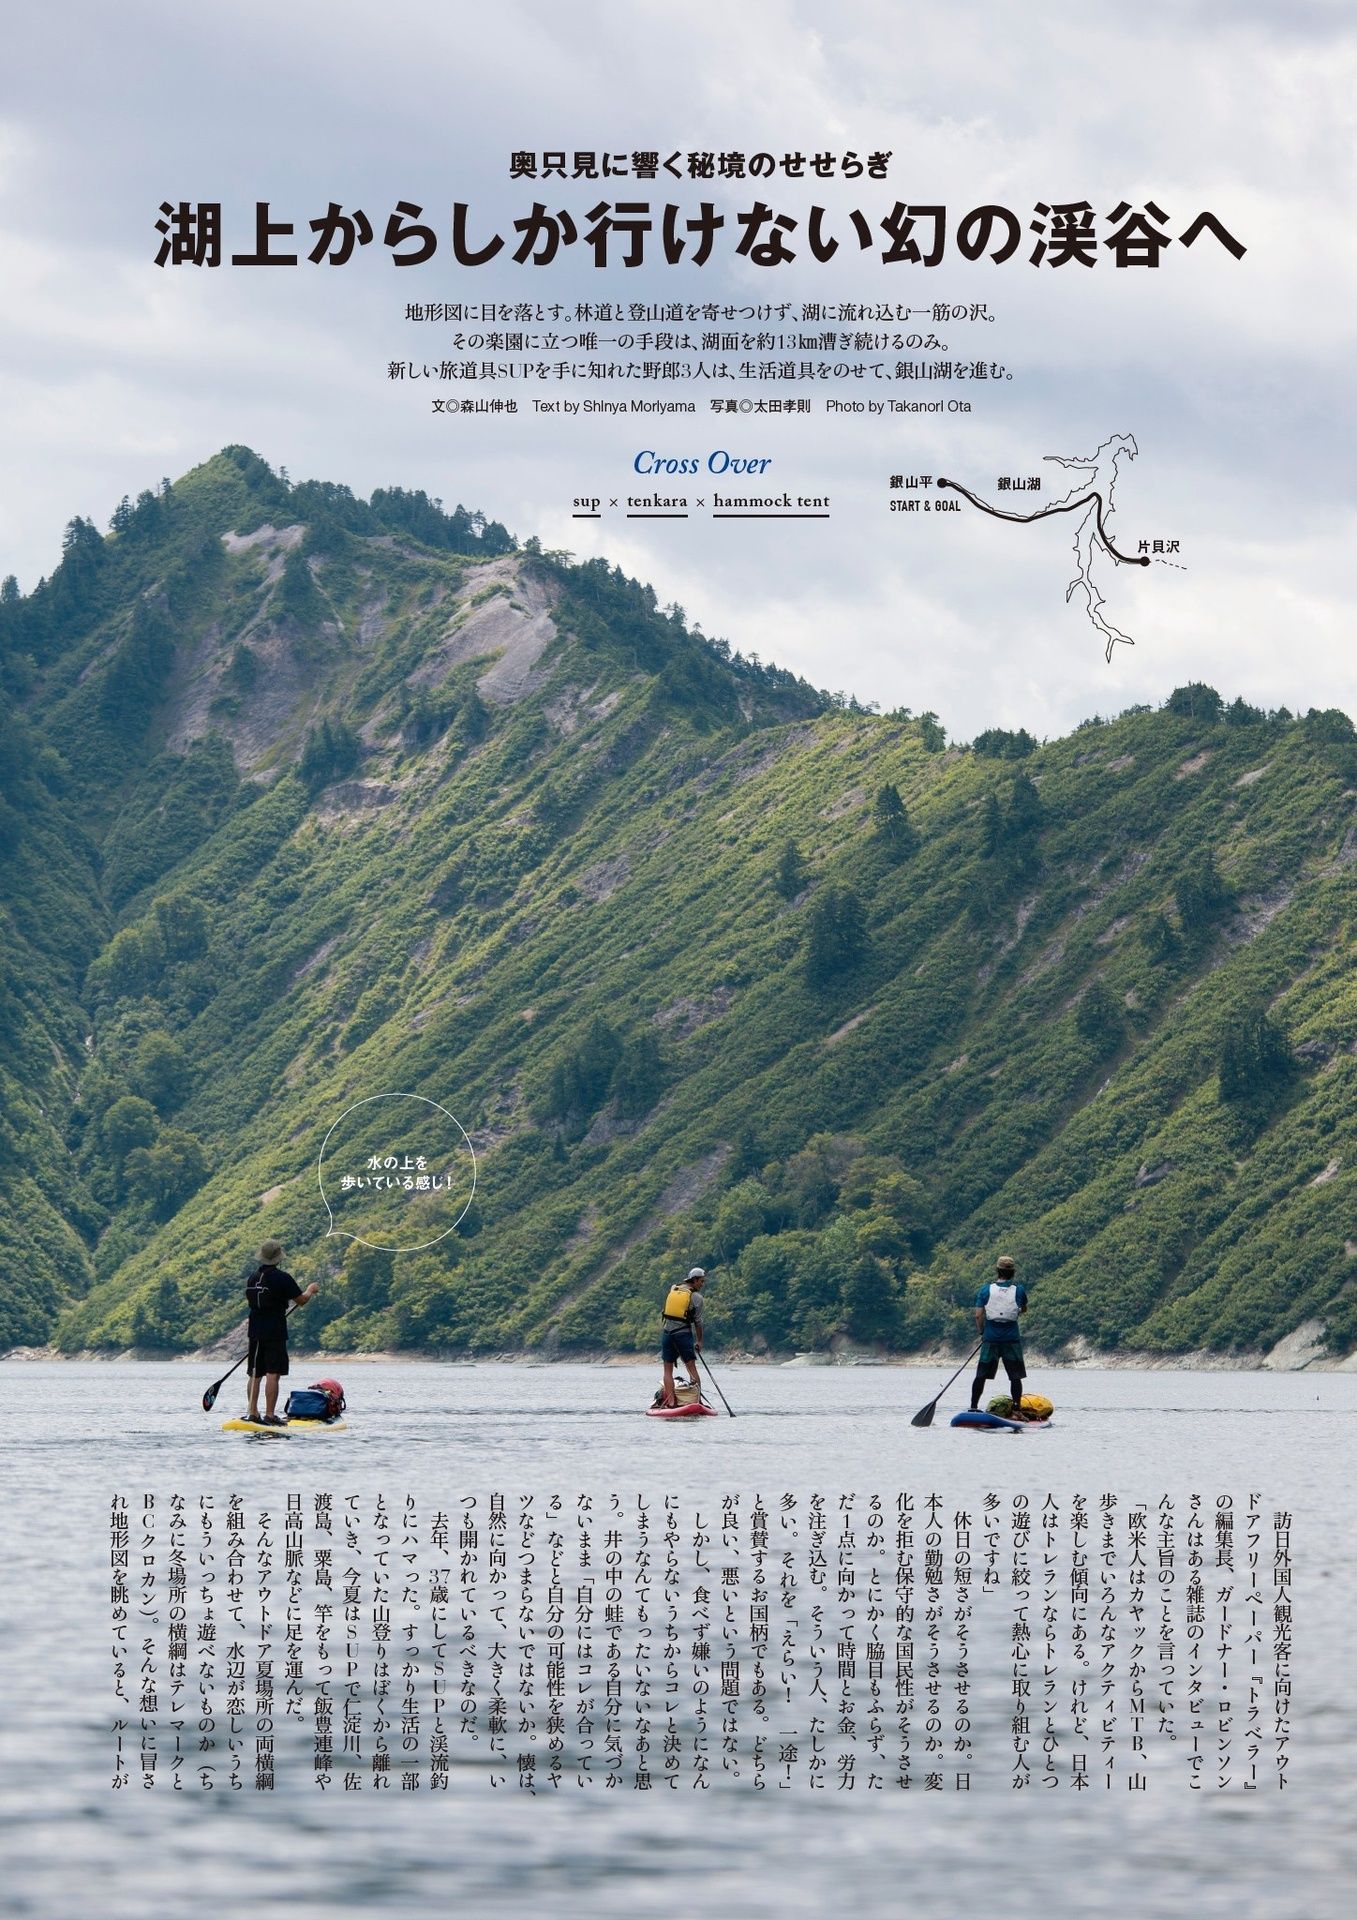 奥只見に響く秘境のせせらぎ
湖上からしか行けない幻の渓谷へ
地形図に目を落とす。林道と登山道を寄せつけず、湖に流れ込む一筋の沢。
その楽園に立つ唯一の手段は、湖面を約13㎞漕ぎ続けるのみ。
新しい旅道具SUPを手に知れた野郎3人は、生活道具をのせて、銀山湖を進む。
文◎森山伸也　Text by ShInya MorIyama　写真◎太田孝則　Photo by TakanorI Ota
Cross Over
sup × tenkara × hammock tent
銀山平
START & GOAL
銀山湖
片貝沢
水の上を
歩いている感じ!
訪日外国人観光客に向けたアウト
ドアフリーペーパー『トラベラー』
の編集長、ガードナー・ロビンソン
さんはある雑誌のインタビューでこ
んな主旨のことを言っていた。
「欧米人はカヤックからMTB、山
歩きまでいろんなアクティビティー
を楽しむ傾向にある。けれど、日本
人はトレランならトレランとひとつ
の遊びに絞って熱心に取り組む人が
多いですね」
休日の短さがそうさせるのか。日
本人の勤勉さがそうさせるのか。変
化を拒む保守的な国民性がそうさせ
るのか。とにかく脇目もふらず、た
だ1点に向かって時間とお金、労力
を注ぎ込む。そういう人、たしかに
多い。それを「えらい!　一途!」
と賞賛するお国柄でもある。どちら
が良い、悪いという問題ではない。
しかし、食べず嫌いのようになん
にもやらないうちからコレと決めて
しまうなんてもったいないなあと思
う。井の中の蛙である自分に気づか
ないまま「自分にはコレが合ってい
る」などと自分の可能性を狭めるヤ
ツなどつまらないではないか。懐は、
自然に向かって、大きく柔軟に、い
つも開かれているべきなのだ。
去年、37歳にしてSUPと渓流釣
りにハマった。すっかり生活の一部
となっていた山登りはぼくから離れ
ていき、今夏はSUPで仁淀川、佐
渡島、粟島、竿をもって飯豊連峰や
日高山脈などに足を運んだ。
そんなアウトドア夏場所の両横綱
を組み合わせて、水辺が恋しいうち
にもういっちょ遊べないものか（ち
なみに冬場所の横綱はテレマークと
BCクロカン）。そんな想いに冒さ
れ地形図を眺めていると、ルートが